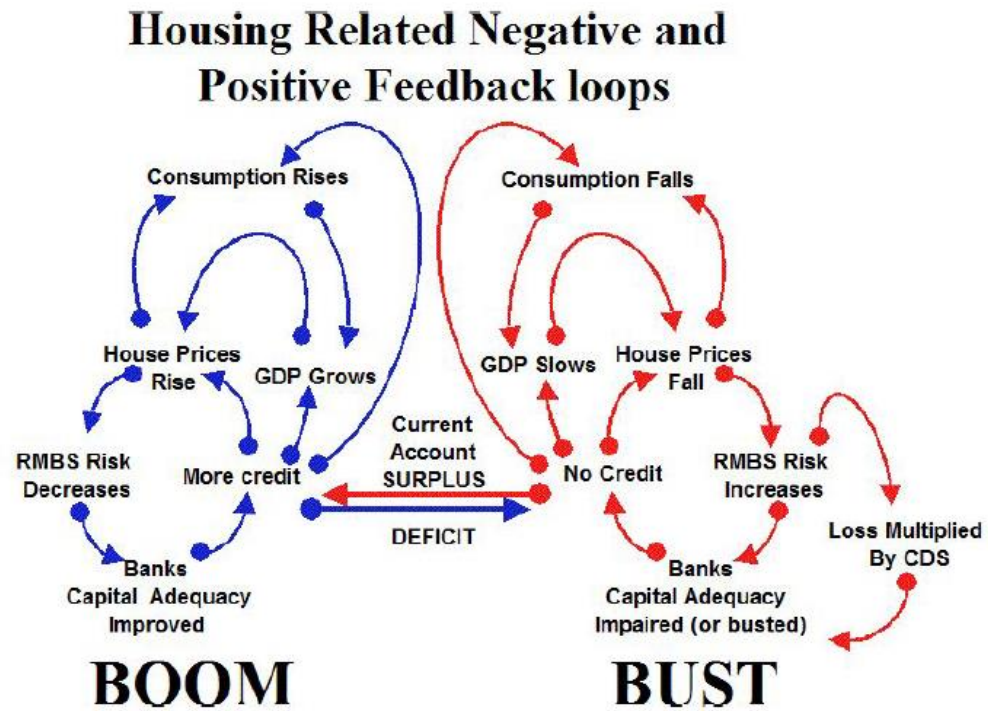 Housing Related Negative and
Positive Feedback loops
Consumption Rises
House Prices
Rise
GDP Grows
RMBS Risk
Decreases
More credit
Banks
Capital Adequacy
Improved
BOOM
Current
Account
SURPLUS
DEFICIT
Consumption Falls
GDP Slows
House Prices
Fall
No Credit
RMBS Risk
Increases
Loss Multiplied
By CDS
Banks
Capital Adequacy
Impaired (or busted)
BUST